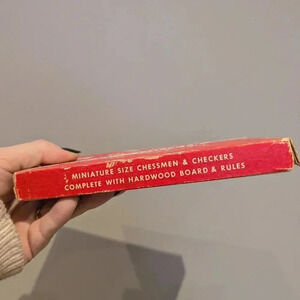 MINIATURE SIZE CHESSMEN & CHECKERS
COMPLETE WITH HARDWOOD BOARD & RULES